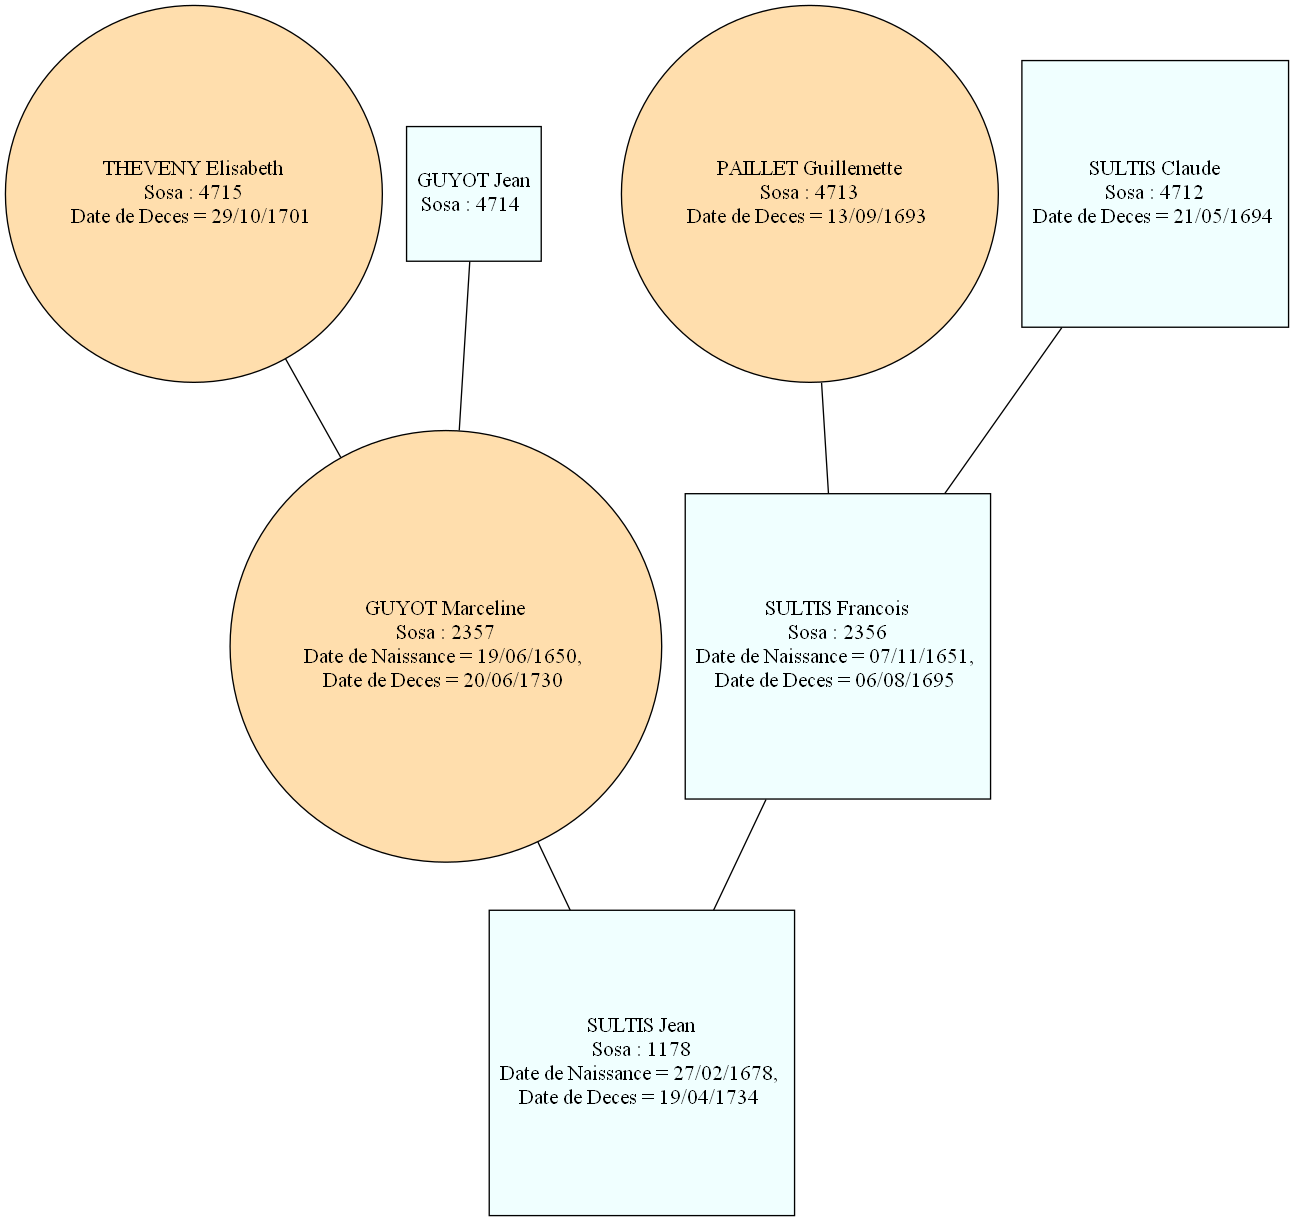 THEVENY Elisabeth
Sosa : 4715
Date de Deces = 29/10/1701
GUYOT Jean
Sosa : 4714
PAILLET Guillemette
Sosa : 4713
Date de Deces = 13/09/1693
SULTIS Claude
Sosa : 4712
Date de Deces = 21/05/1694
GUYOT Marceline
Sosa : 2357
Date de Naissance = 19/06/1650,
Date de Deces = 20/06/1730
SULTIS Francois
Sosa : 2356
Date de Naissance = 07/11/1651,
Date de Deces = 06/08/1695
SULTIS Jean
Sosa : 1178
Date de Naissance = 27/02/1678,
Date de Deces = 19/04/1734